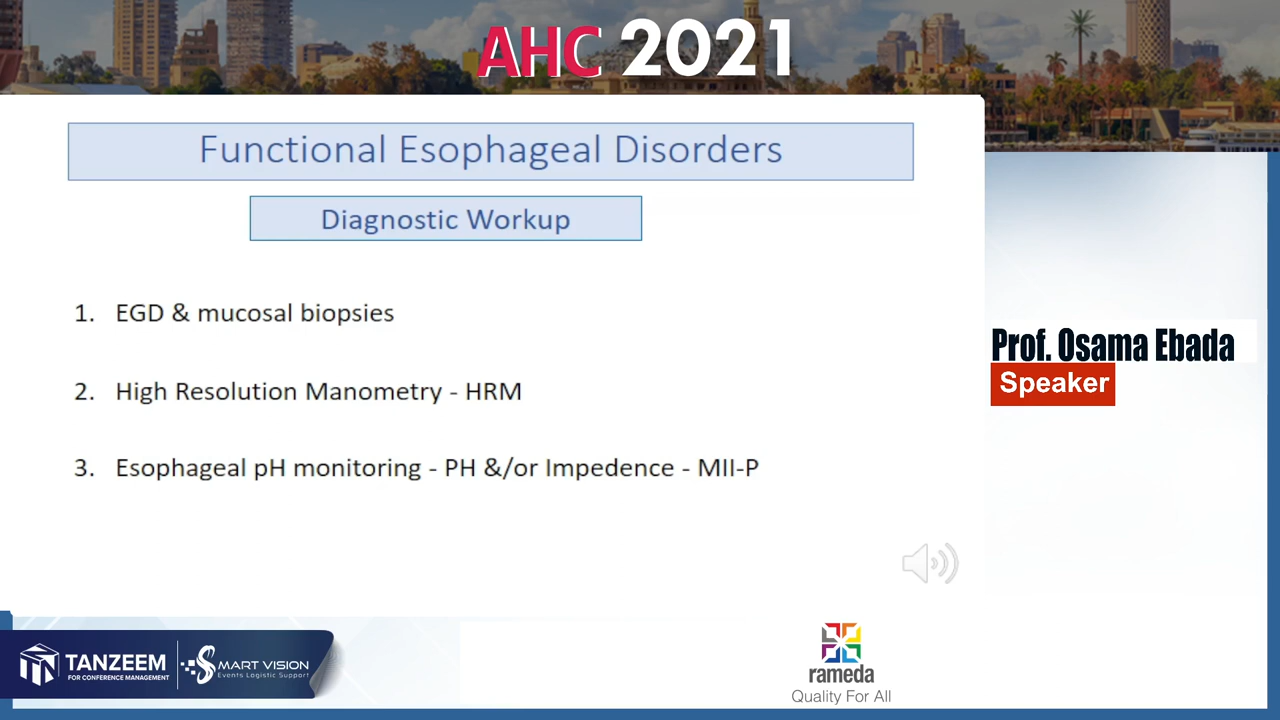 AHC 2021
Functional Esophageal Disorders
Diagnostic Workup
1. EGD & mucosal biopsies
2. High Resolution Manometry - HRM
3. Esophageal pH monitoring - PH &/or Impedence - MII-P
Prof. Osama Ebada
Speaker
TANZEEM
FOR CONFERENCE MANAGEMENT
SMART VISION
Events Logistic Support
rameda
Quality For All